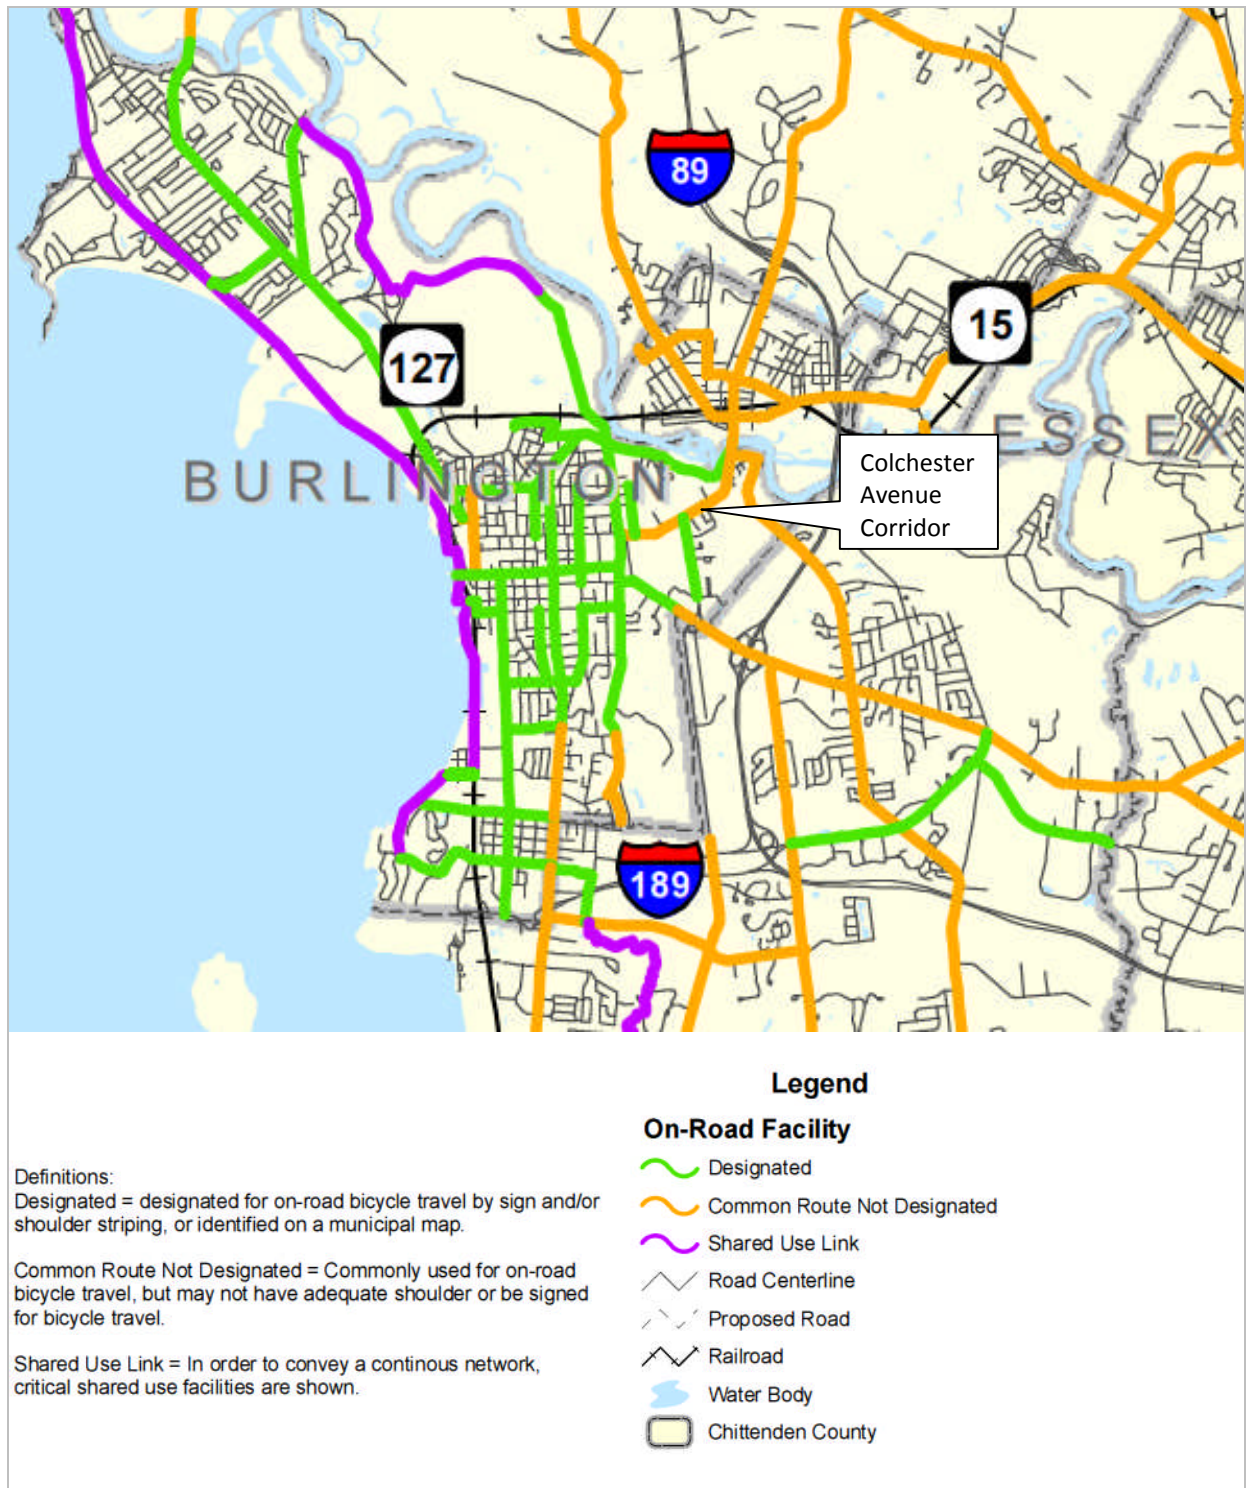 89
15
127
ESSEX
BURLINGTON
Colchester
Avenue
Corridor
189
Legend
On-Road Facility
Designated
Common Route Not Designated
Shared Use Link
Road Centerline
Proposed Road
Railroad
Water Body
Chittenden County
Definitions:
Designated = designated for on-road bicycle travel by sign and/or
shoulder striping, or identified on a municipal map.
Common Route Not Designated = Commonly used for on-road
bicycle travel, but may not have adequate shoulder or be signed
for bicycle travel.
Shared Use Link = In order to convey a continous network,
critical shared use facilities are shown.